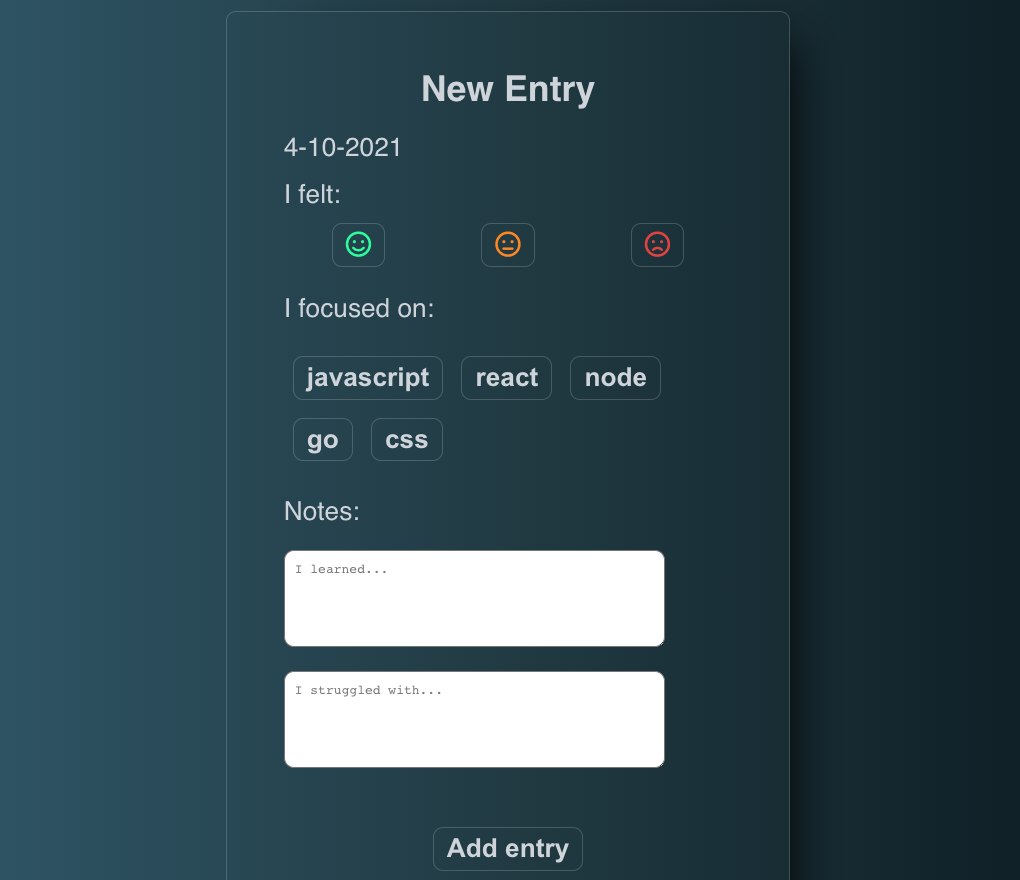 New Entry
4-10-2021
I felt:
I focused on:
javascript react node
go css
Notes:
I learned...
I struggled with...
Add entry